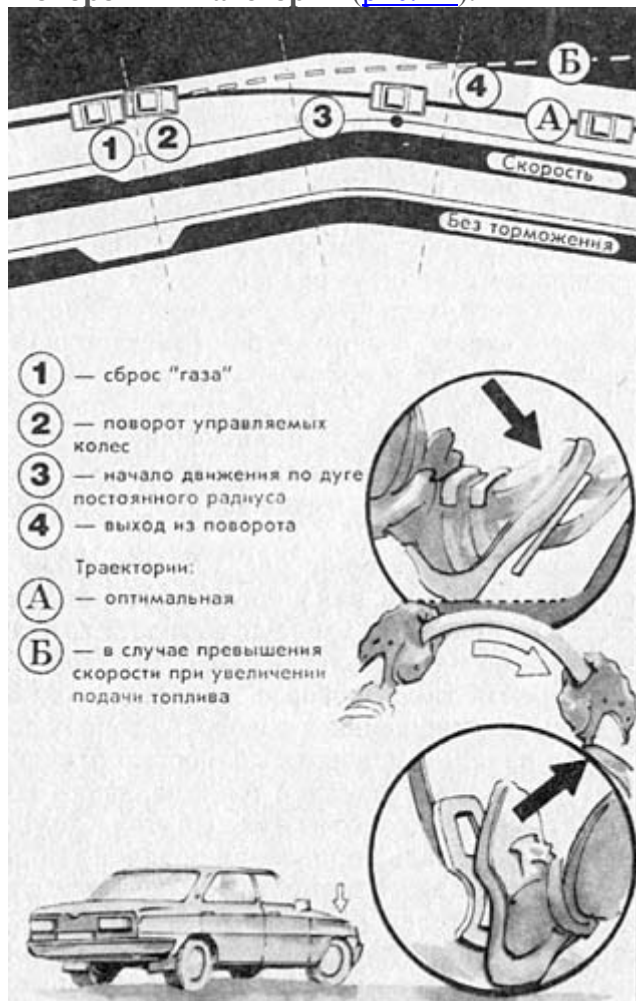 Б
4
3
А
1
2
Скорость
Без торможения
1 — сброс "газа"
2 — поворот управляемых
колес
3 — начало движения по дуге
постоянного радиуса
4 — выход из поворота
Траектории:
А — оптимальная
Б — в случае превышения
скорости при увеличении
подачи топлива